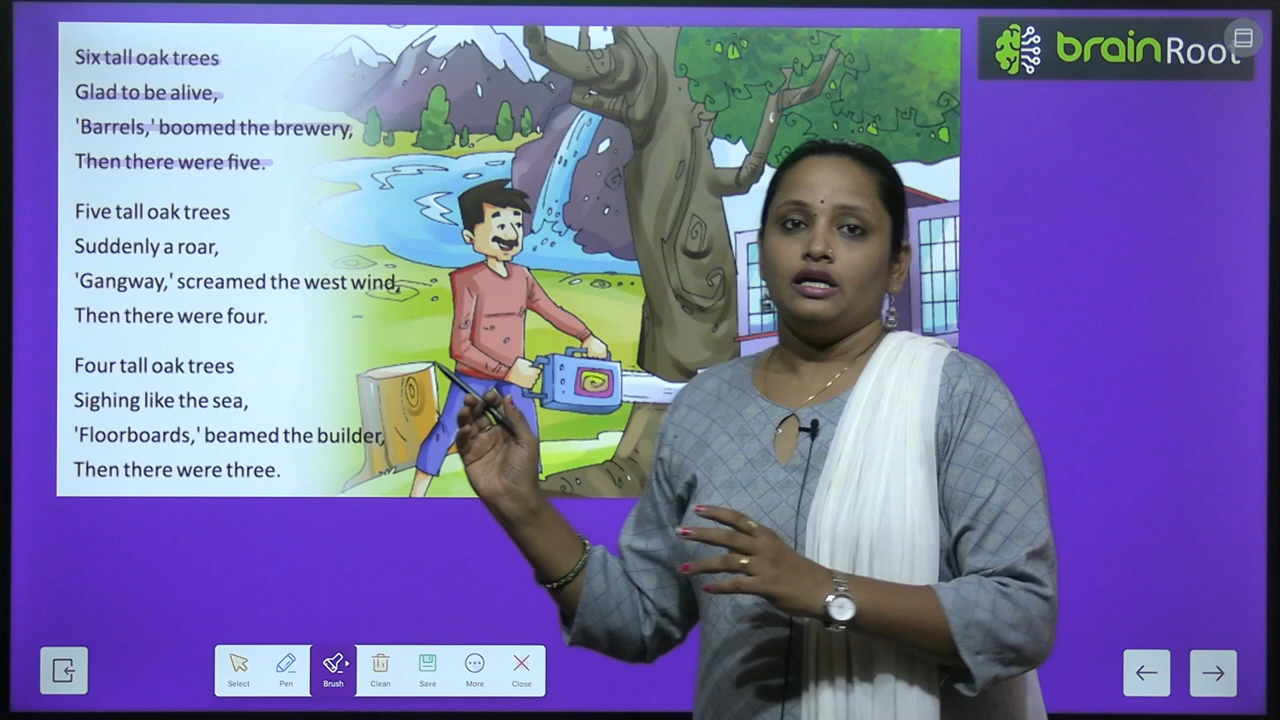 Six tall oak trees
Glad to be alive,
'Barrels,' boomed the brewery,
Then there were five.
Five tall oak trees
Suddenly a roar,
'Gangway,' screamed the west wind,
Then there were four.
Four tall oak trees
Sighing like the sea,
'Floorboards,' beamed the builder,
Then there were three.
brainRoot
Select
Pen
Brush
Clean
Save
More
Close